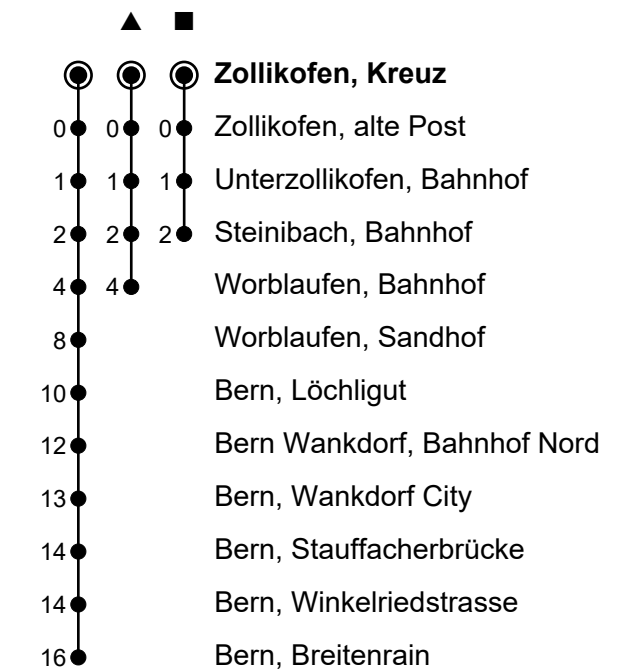 ▲ ■
Zollikofen, Kreuz
0 0 0 Zollikofen, alte Post
1 1 1 Unterzollikofen, Bahnhof
2 2 2 Steinibach, Bahnhof
4 4 Worblaufen, Bahnhof
8 Worblaufen, Sandhof
10 Bern, Löchligut
12 Bern Wankdorf, Bahnhof Nord
13 Bern, Wankdorf City
14 Bern, Stauffacherbrücke
14 Bern, Winkelriedstrasse
16 Bern, Breitenrain